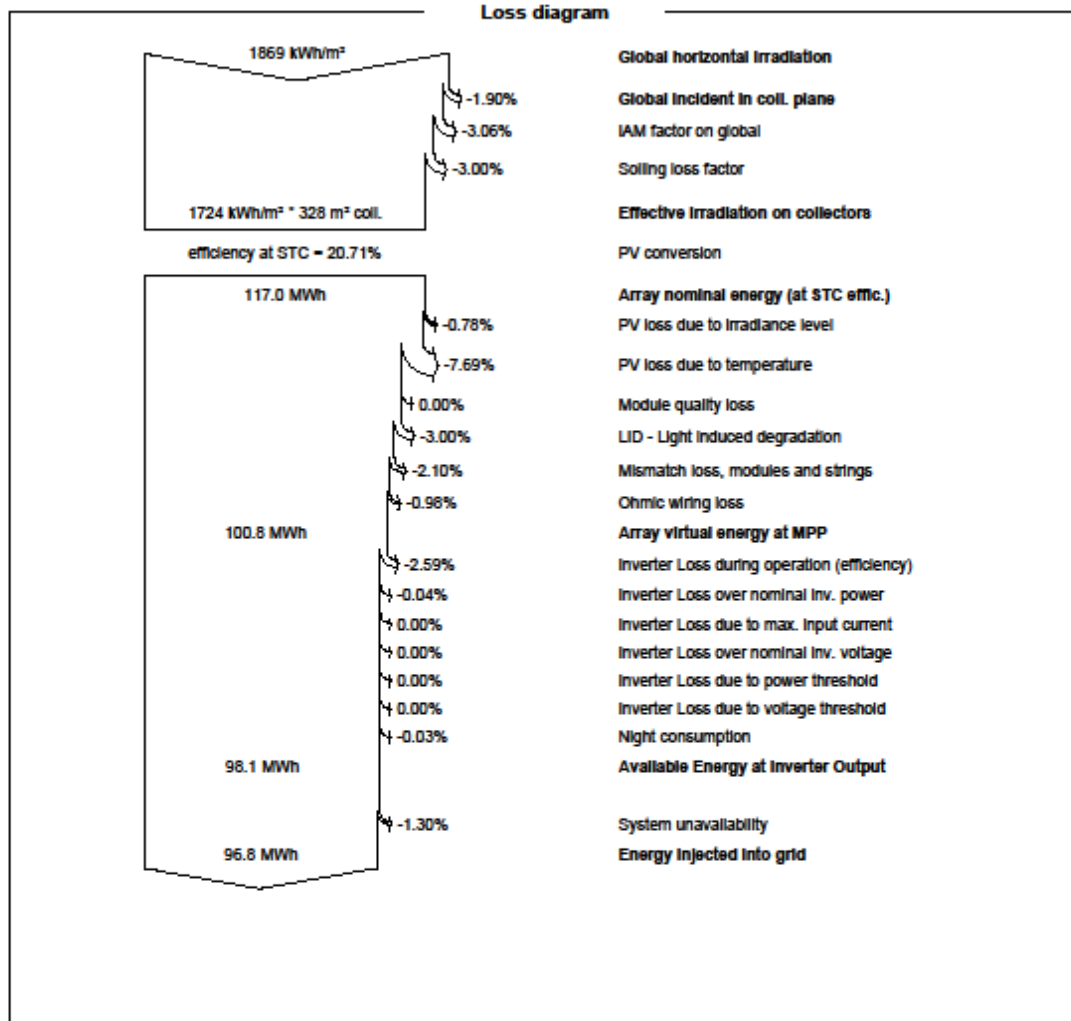 Loss diagram
1869 kWh/m² Global horizontal irradiation
-1.90% Global incident in coll. plane
-3.06% IAM factor on global
-3.00% Soiling loss factor
1724 kWh/m² * 328 m² coll. Effective irradiation on collectors
efficiency at STC = 20.71% PV conversion
117.0 MWh Array nominal energy (at STC effic.)
-0.78% PV loss due to irradiance level
-7.69% PV loss due to temperature
0.00% Module quality loss
-3.00% LID - Light induced degradation
-2.10% Mismatch loss, modules and strings
-0.98% Ohmic wiring loss
100.8 MWh Array virtual energy at MPP
-2.59% Inverter Loss during operation (efficiency)
-0.04% Inverter Loss over nominal inv. power
0.00% Inverter Loss due to max. input current
0.00% Inverter Loss over nominal inv. voltage
0.00% Inverter Loss due to power threshold
0.00% Inverter Loss due to voltage threshold
-0.03% Night consumption
98.1 MWh Available Energy at Inverter Output
-1.30% System unavailability
96.8 MWh Energy injected into grid